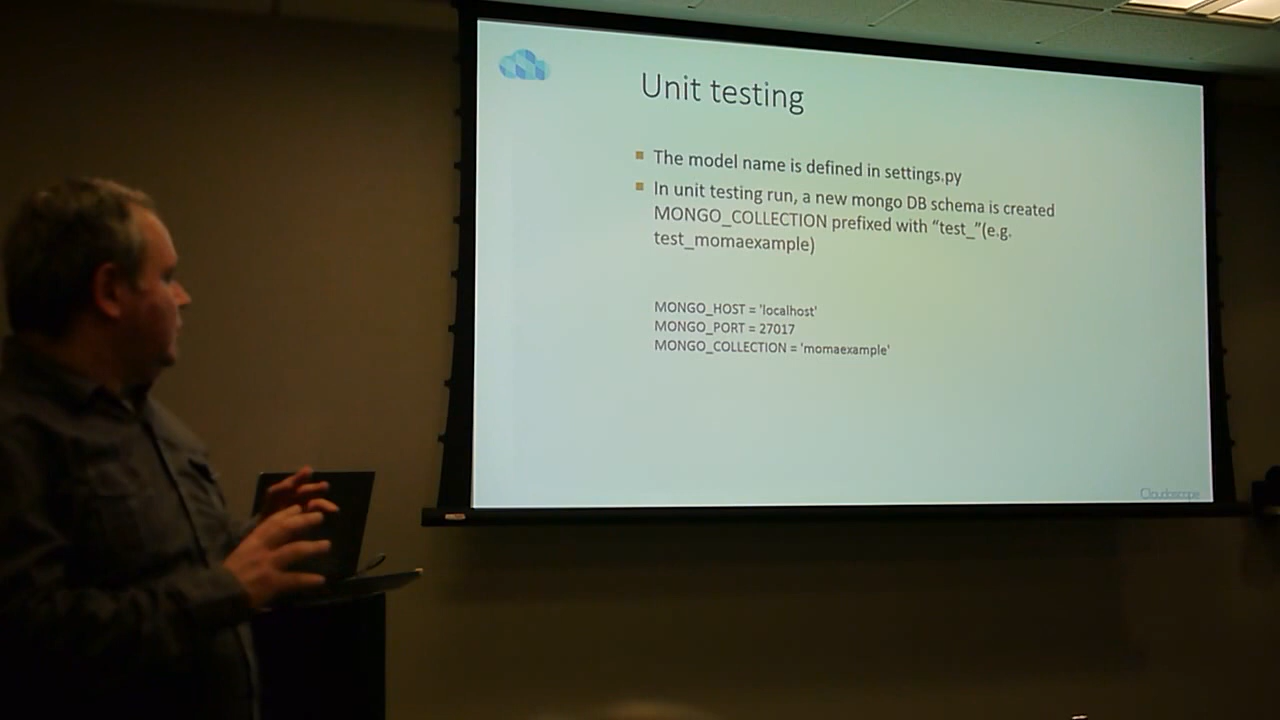 Unit testing
The model name is defined in settings.py
In unit testing run, a new mongo DB schema is created
MONGO_COLLECTION prefixed with “test_”(e.g.
test_momaexample)
MONGO_HOST = 'localhost'
MONGO_PORT = 27017
MONGO_COLLECTION = 'momaexample'
Cloudoscope